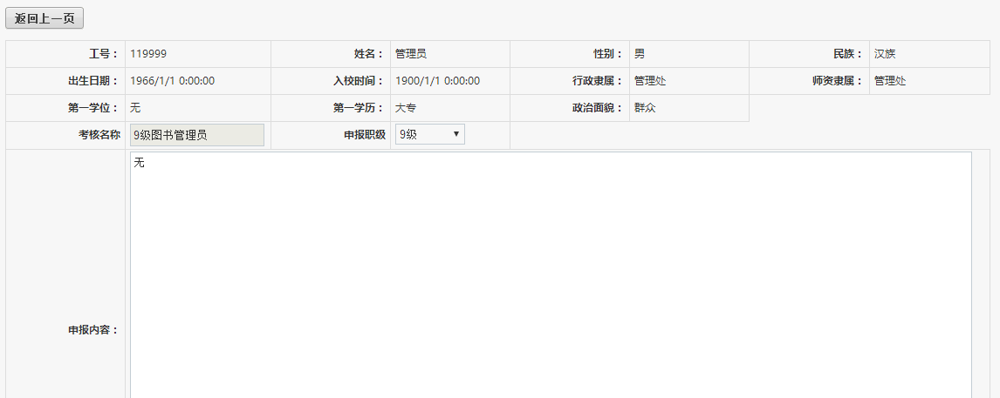 返回上一页
工号： 119999 姓名： 管理员 性别： 男 民族： 汉族
出生日期： 1966/1/1 0:00:00 入校时间： 1900/1/1 0:00:00 行政隶属： 管理处 师资隶属： 管理处
第一学位： 无 第一学历： 大专 政治面貌： 群众
考核名称 9级图书管理员 申报职级 9级
无
申报内容：